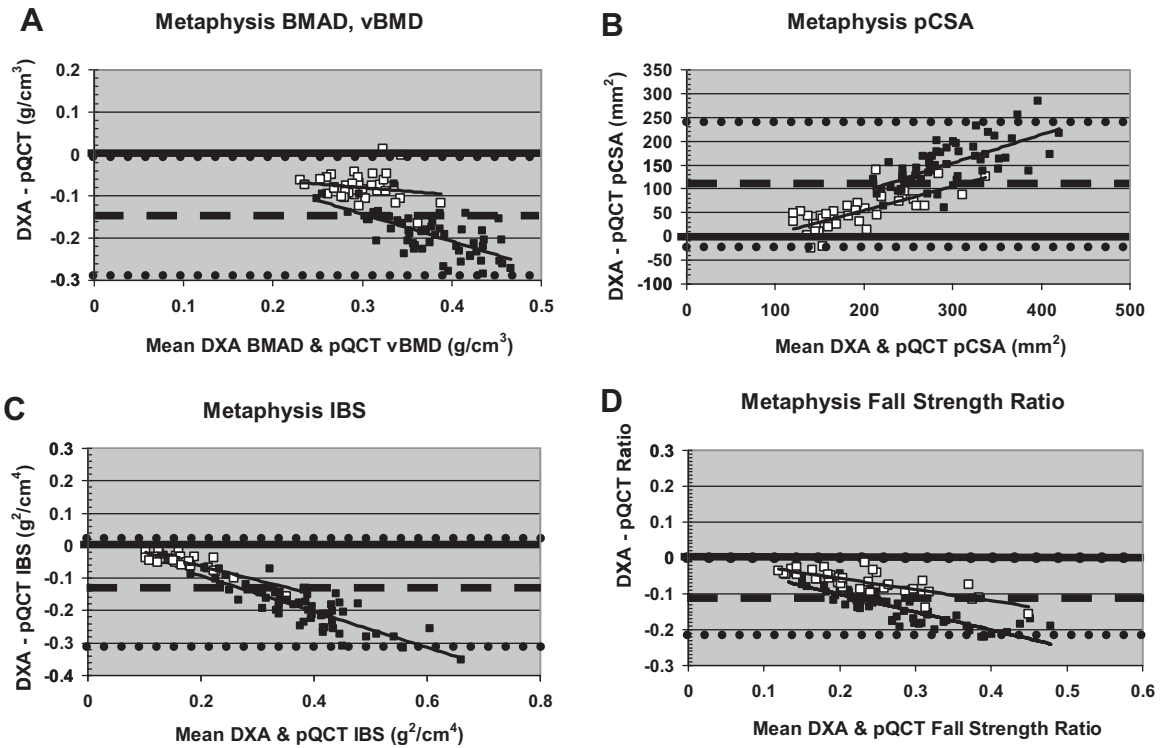 A
Metaphysis BMAD, vBMD
DXA - pQCT (g/cm³)
0.2
0.1
0
-0.1
-0.2
-0.3
0 0.1 0.2 0.3 0.4 0.5
Mean DXA BMAD & pQCT vBMD (g/cm³)
B
Metaphysis pCSA
DXA - pQCT pCSA (mm²)
350
300
250
200
150
100
50
0
-50
-100
0 100 200 300 400 500
Mean DXA & pQCT pCSA (mm²)
C
Metaphysis IBS
DXA - pQCT IBS (g²/cm⁴)
0.3
0.2
0.1
0
-0.1
-0.2
-0.3
-0.4
0 0.2 0.4 0.6 0.8
Mean DXA & pQCT IBS (g²/cm⁴)
D
Metaphysis Fall Strength Ratio
DXA - pQCT Ratio
0.3
0.2
0.1
0
-0.1
-0.2
-0.3
0 0.1 0.2 0.3 0.4 0.5 0.6
Mean DXA & pQCT Fall Strength Ratio